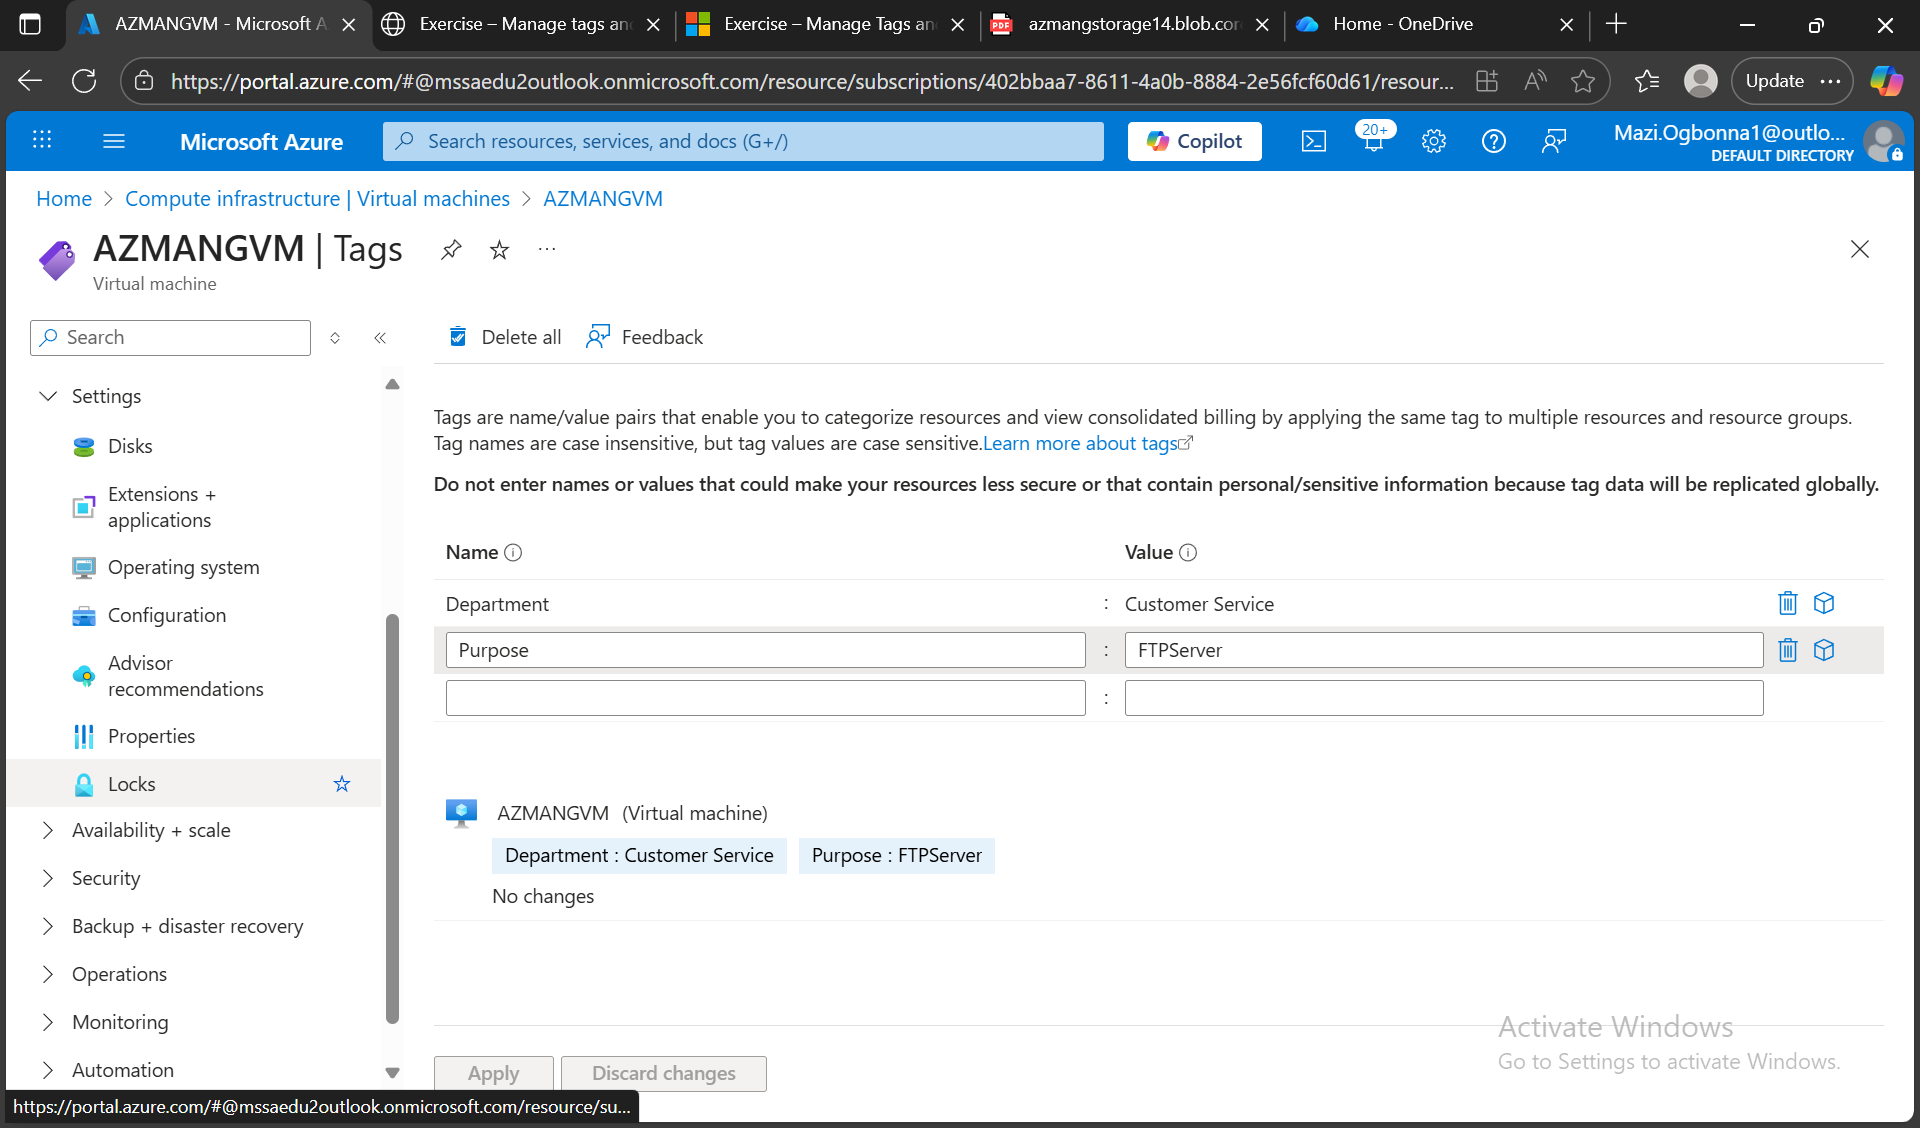 AZMANGVM - Microsoft A
Exercise – Manage tags and
Exercise – Manage Tags an
azmangstorage14.blob.cor
Home - OneDrive
https://portal.azure.com/#@mssaedu2outlook.onmicrosoft.com/resource/subscriptions/402bbaa7-8611-4a0b-8884-2e56fcf60d61/resour...
Update
Microsoft Azure
Search resources, services, and docs (G+/)
Copilot
20+
Mazi.Ogbonna1@outlo...
DEFAULT DIRECTORY
Home > Compute infrastructure | Virtual machines > AZMANGVM
AZMANGVM | Tags
Virtual machine
Search
Delete all
Feedback
Settings
Disks
Extensions +
applications
Operating system
Configuration
Advisor
recommendations
Properties
Locks
Availability + scale
Security
Backup + disaster recovery
Operations
Monitoring
Automation
Tags are name/value pairs that enable you to categorize resources and view consolidated billing by applying the same tag to multiple resources and resource groups.
Tag names are case insensitive, but tag values are case sensitive.Learn more about tags
Do not enter names or values that could make your resources less secure or that contain personal/sensitive information because tag data will be replicated globally.
Name
Value
Department : Customer Service
Purpose : FTPServer
:
AZMANGVM (Virtual machine)
Department : Customer Service
Purpose : FTPServer
No changes
Apply
Discard changes
Activate Windows
Go to Settings to activate Windows.
https://portal.azure.com/#@mssaedu2outlook.onmicrosoft.com/resource/su...